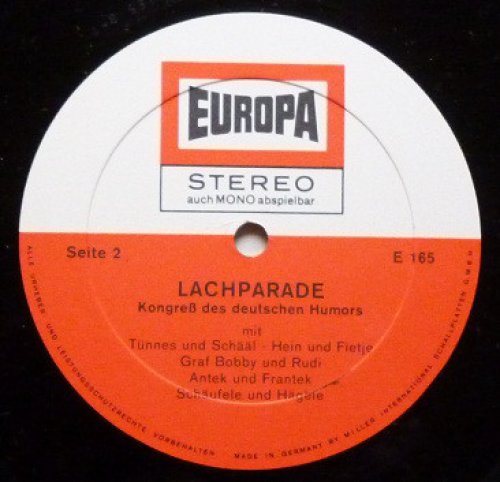 EUROPA
STEREO
auch MONO abspielbar
Seite 2
E 165
LACHPARADE
Kongreß des deutschen Humors
mit
Tünnes und Schääl - Hein und Fietje
Graf Bobby und Rudi
Antek und Frantek
Schäufele und Hägele
ALLE URHEBER - UND LEISTUNGSSCHUTZRECHTE VORBEHALTEN
MADE IN GERMANY BY MILLER INTERNATIONAL SCHALLPLATTEN G.M.B.H.